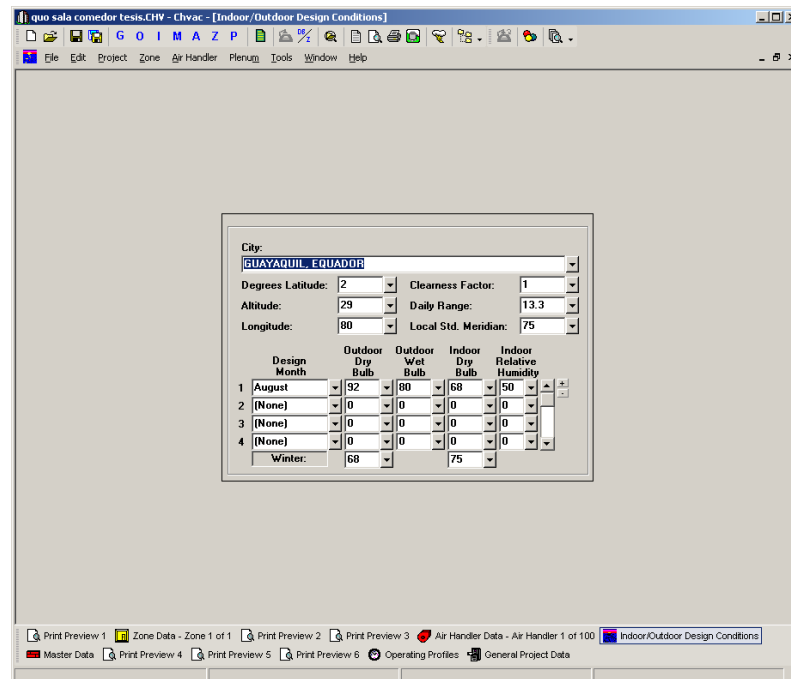 quo sala comedor tesis.CHV - Chvac - [Indoor/Outdoor Design Conditions]
G O I M A Z P
File Edit Project Zone Air Handler Plenum Tools Window Help
City:
GUAYAQUIL, EQUADOR
Degrees Latitude: 2 Clearness Factor: 1
Altitude: 29 Daily Range: 13.3
Longitude: 80 Local Std. Meridian: 75
Outdoor Outdoor Indoor Indoor
Design Dry Wet Dry Relative
Month Bulb Bulb Bulb Humidity
1 August 92 80 68 50
2 (None) 0 0 0 0
3 (None) 0 0 0 0
4 (None) 0 0 0 0
Winter: 68 75
Print Preview 1 Zone Data - Zone 1 of 1 Print Preview 2 Print Preview 3 Air Handler Data - Air Handler 1 of 100 Indoor/Outdoor Design Conditions
Master Data Print Preview 4 Print Preview 5 Print Preview 6 Operating Profiles General Project Data